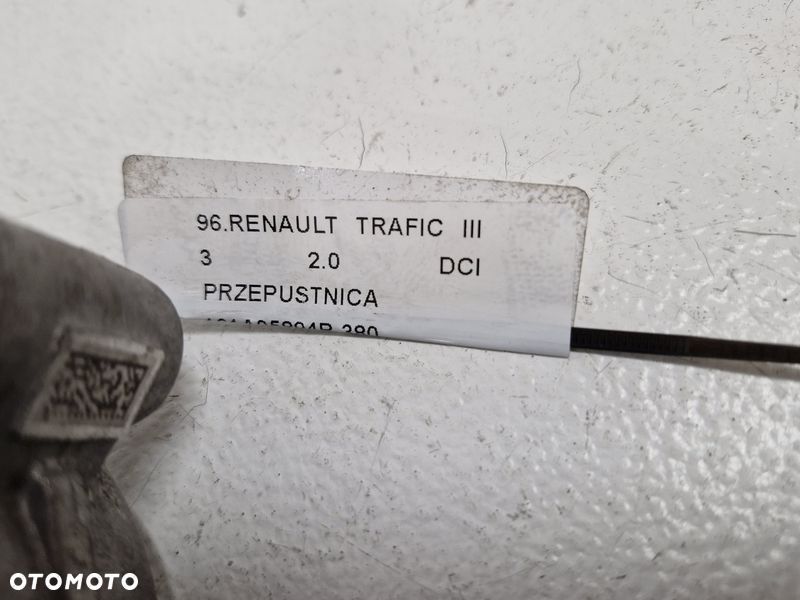 96.RENAULT TRAFIC III
3 2.0 DCI
PRZEPUSTNICA
OTOMOTO